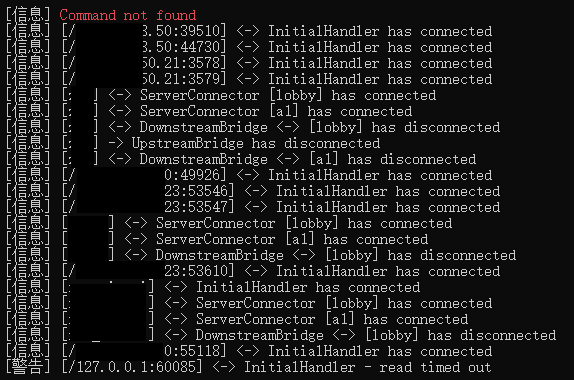 [信息] Command not found
[信息] [/ 3.50:39510] <-> InitialHandler has connected
[信息] [/ 3.50:44730] <-> InitialHandler has connected
[信息] [/ 50.21:3578] <-> InitialHandler has connected
[信息] [/ 50.21:3579] <-> InitialHandler has connected
[信息] [ ] <-> ServerConnector [lobby] has connected
[信息] [ ] <-> ServerConnector [a1] has connected
[信息] [ ] <-> DownstreamBridge <-> [lobby] has disconnected
[信息] [ ] -> UpstreamBridge has disconnected
[信息] [ ] <-> DownstreamBridge <-> [a1] has disconnected
[信息] [/ 0:49926] <-> InitialHandler has connected
[信息] [/ 23:53546] <-> InitialHandler has connected
[信息] [/ 23:53547] <-> InitialHandler has connected
[信息] [ ] <-> ServerConnector [lobby] has connected
[信息] [ ] <-> ServerConnector [a1] has connected
[信息] [ ] <-> DownstreamBridge <-> [lobby] has disconnected
[信息] [/ 23:53610] <-> InitialHandler has connected
[信息] [ ] <-> InitialHandler has connected
[信息] [ ] <-> ServerConnector [lobby] has connected
[信息] [ ] <-> ServerConnector [a1] has connected
[信息] [ ] <-> DownstreamBridge <-> [lobby] has disconnected
[信息] [/ 0:55118] <-> InitialHandler has connected
[警告] [/127.0.0.1:60085] <-> InitialHandler - read timed out